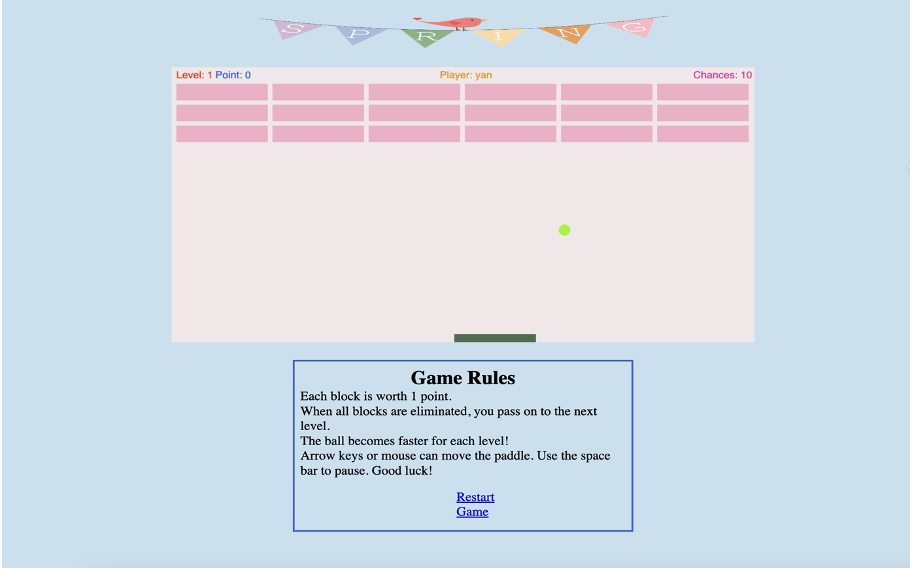 SPRING
Level: 1 Point: 0 Player: yan Chances: 10
Game Rules
Each block is worth 1 point.
When all blocks are eliminated, you pass on to the next
level.
The ball becomes faster for each level!
Arrow keys or mouse can move the paddle. Use the space
bar to pause. Good luck!
Restart
Game